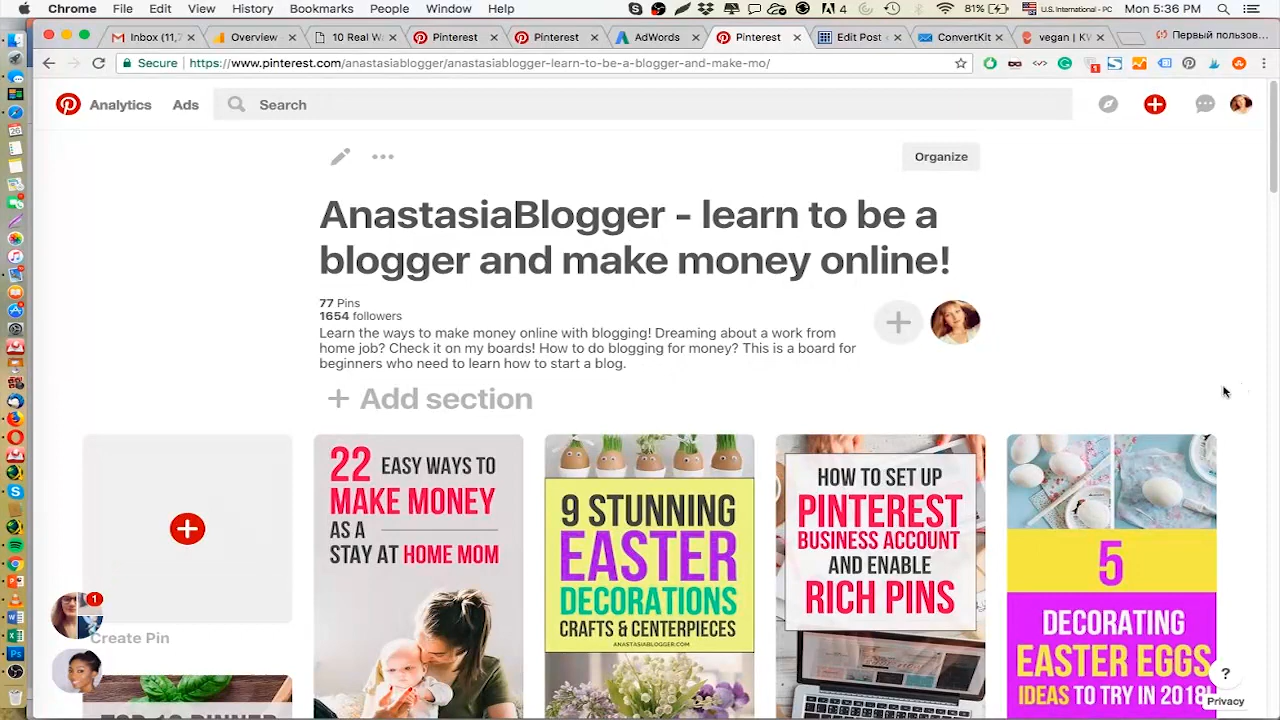 Chrome File Edit View History Bookmarks People Window Help 4 81% U.S. International - PC Mon 5:36 PM
Inbox (11,7 Overview 10 Real W Pinterest Pinterest AdWords Pinterest Edit Post ConvertKit vegan | KW Первый пользов...
Secure https://www.pinterest.com/anastasiablogger/anastasiablogger-learn-to-be-a-blogger-and-make-mo/
Analytics Ads Search
Organize
AnastasiaBlogger - learn to be a
blogger and make money online!
77 Pins
1654 followers
Learn the ways to make money online with blogging! Dreaming about a work from
home job? Check it on my boards! How to do blogging for money? This is a board for
beginners who need to learn how to start a blog.
+ Add section
22 EASY WAYS TO
MAKE MONEY
AS A
STAY AT HOME MOM
9 STUNNING
EASTER
DECORATIONS
CRAFTS & CENTERPIECES
ANASTASIABLOGGER.COM
HOW TO SET UP
PINTEREST
BUSINESS ACCOUNT
AND ENABLE
RICH PINS
5
DECORATING
EASTER EGGS
IDEAS TO TRY IN 2018!
1
Create Pin
?
Privacy